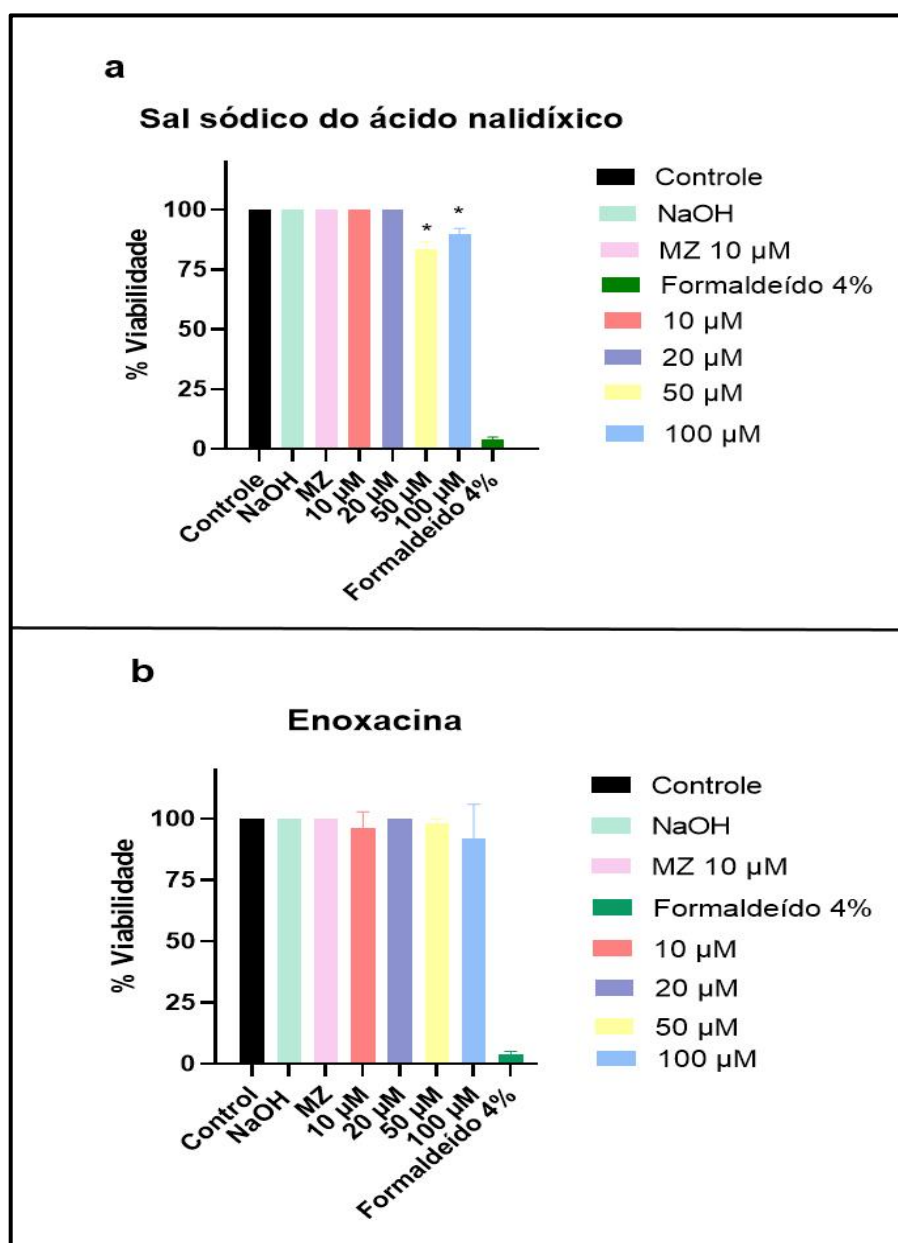 a
Sal sódico do ácido nalidíxico
% Viabilidade
100
75
50
25
0
* *
Controle
NaOH
MZ
10 µM
20 µM
50 µM
100 µM
Formaldeído 4%
Controle
NaOH
MZ 10 µM
Formaldeído 4%
10 µM
20 µM
50 µM
100 µM
b
Enoxacina
% Viabilidade
100
75
50
25
0
Control
NaOH
MZ
10 µM
20 µM
50 µM
100 µM
Formaldeído 4%
Controle
NaOH
MZ 10 µM
Formaldeído 4%
10 µM
20 µM
50 µM
100 µM